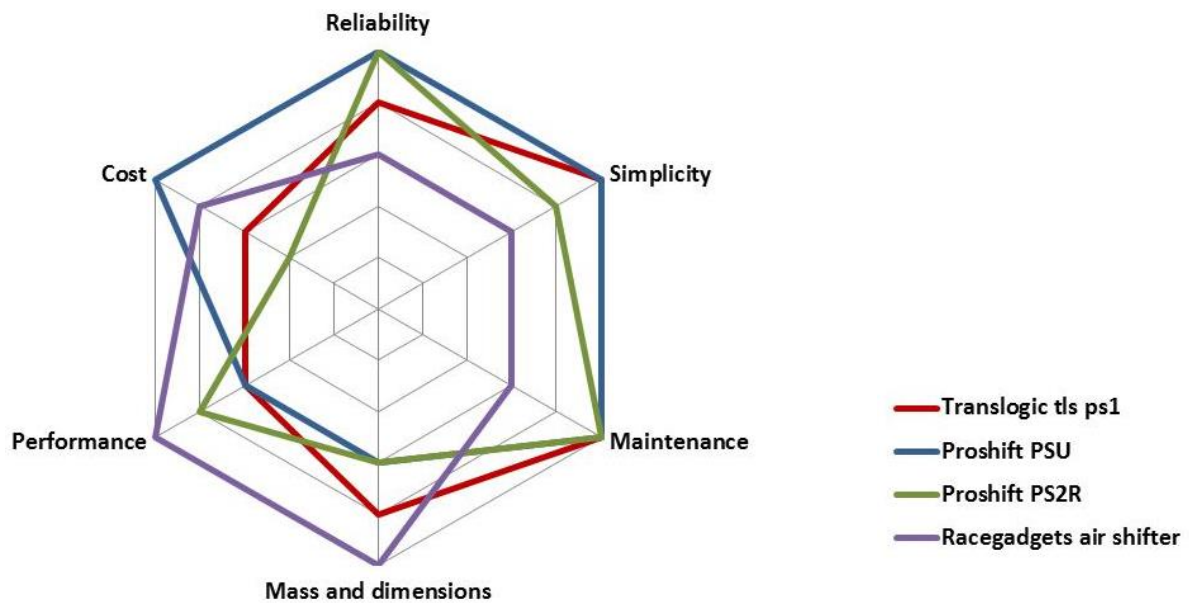 Reliability
Cost
Simplicity
Performance
Maintenance
Mass and dimensions
Translogic tls ps1
Proshift PSU
Proshift PS2R
Racegadgets air shifter